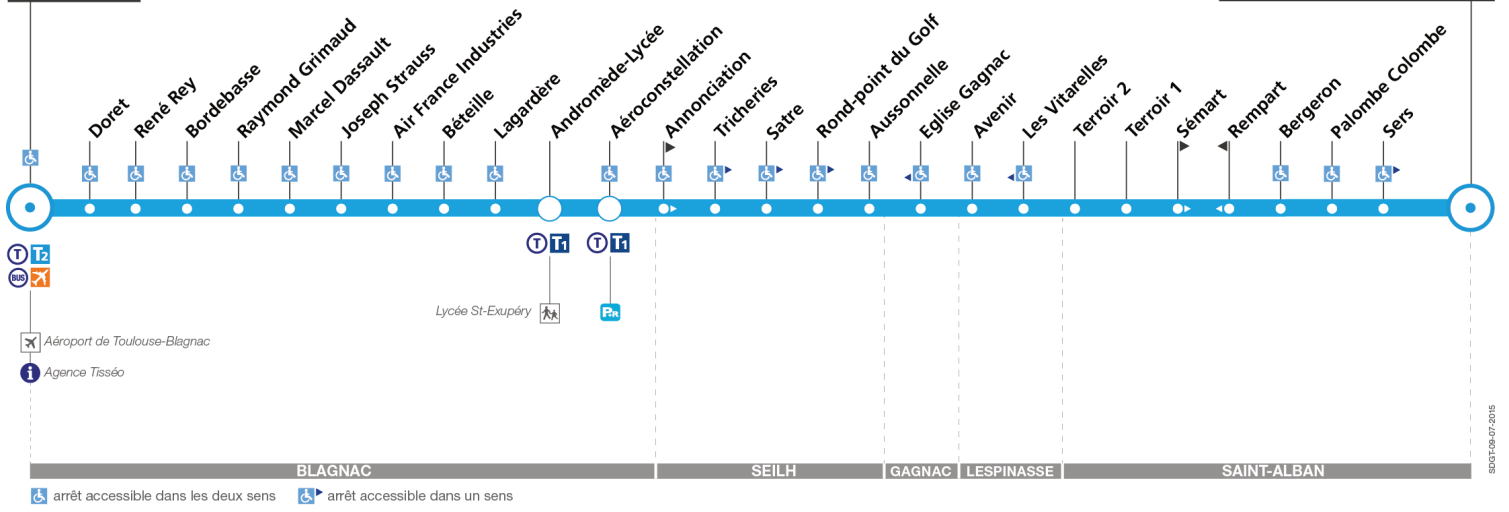 Doret
René Rey
Bordebasse
Raymond Grimaud
Marcel Dassault
Joseph Strauss
Air France Industries
Béteille
Lagardère
Andromède-Lycée
Aéroconstellation
Annonciation
Tricheries
Satre
Rond-point du Golf
Aussonnelle
Eglise Gagnac
Avenir
Les Vitarelles
Terroir 2
Terroir 1
Sémart
Rempart
Bergeron
Palombe Colombe
Sers
T T2
BUS
T T1
T T1
Lycée St-Exupéry
P+R
Aéroport de Toulouse-Blagnac
i Agence Tisséo
SDGT-09-07-2015
BLAGNAC
SEILH
GAGNAC
LESPINASSE
SAINT-ALBAN
arrêt accessible dans les deux sens
arrêt accessible dans un sens